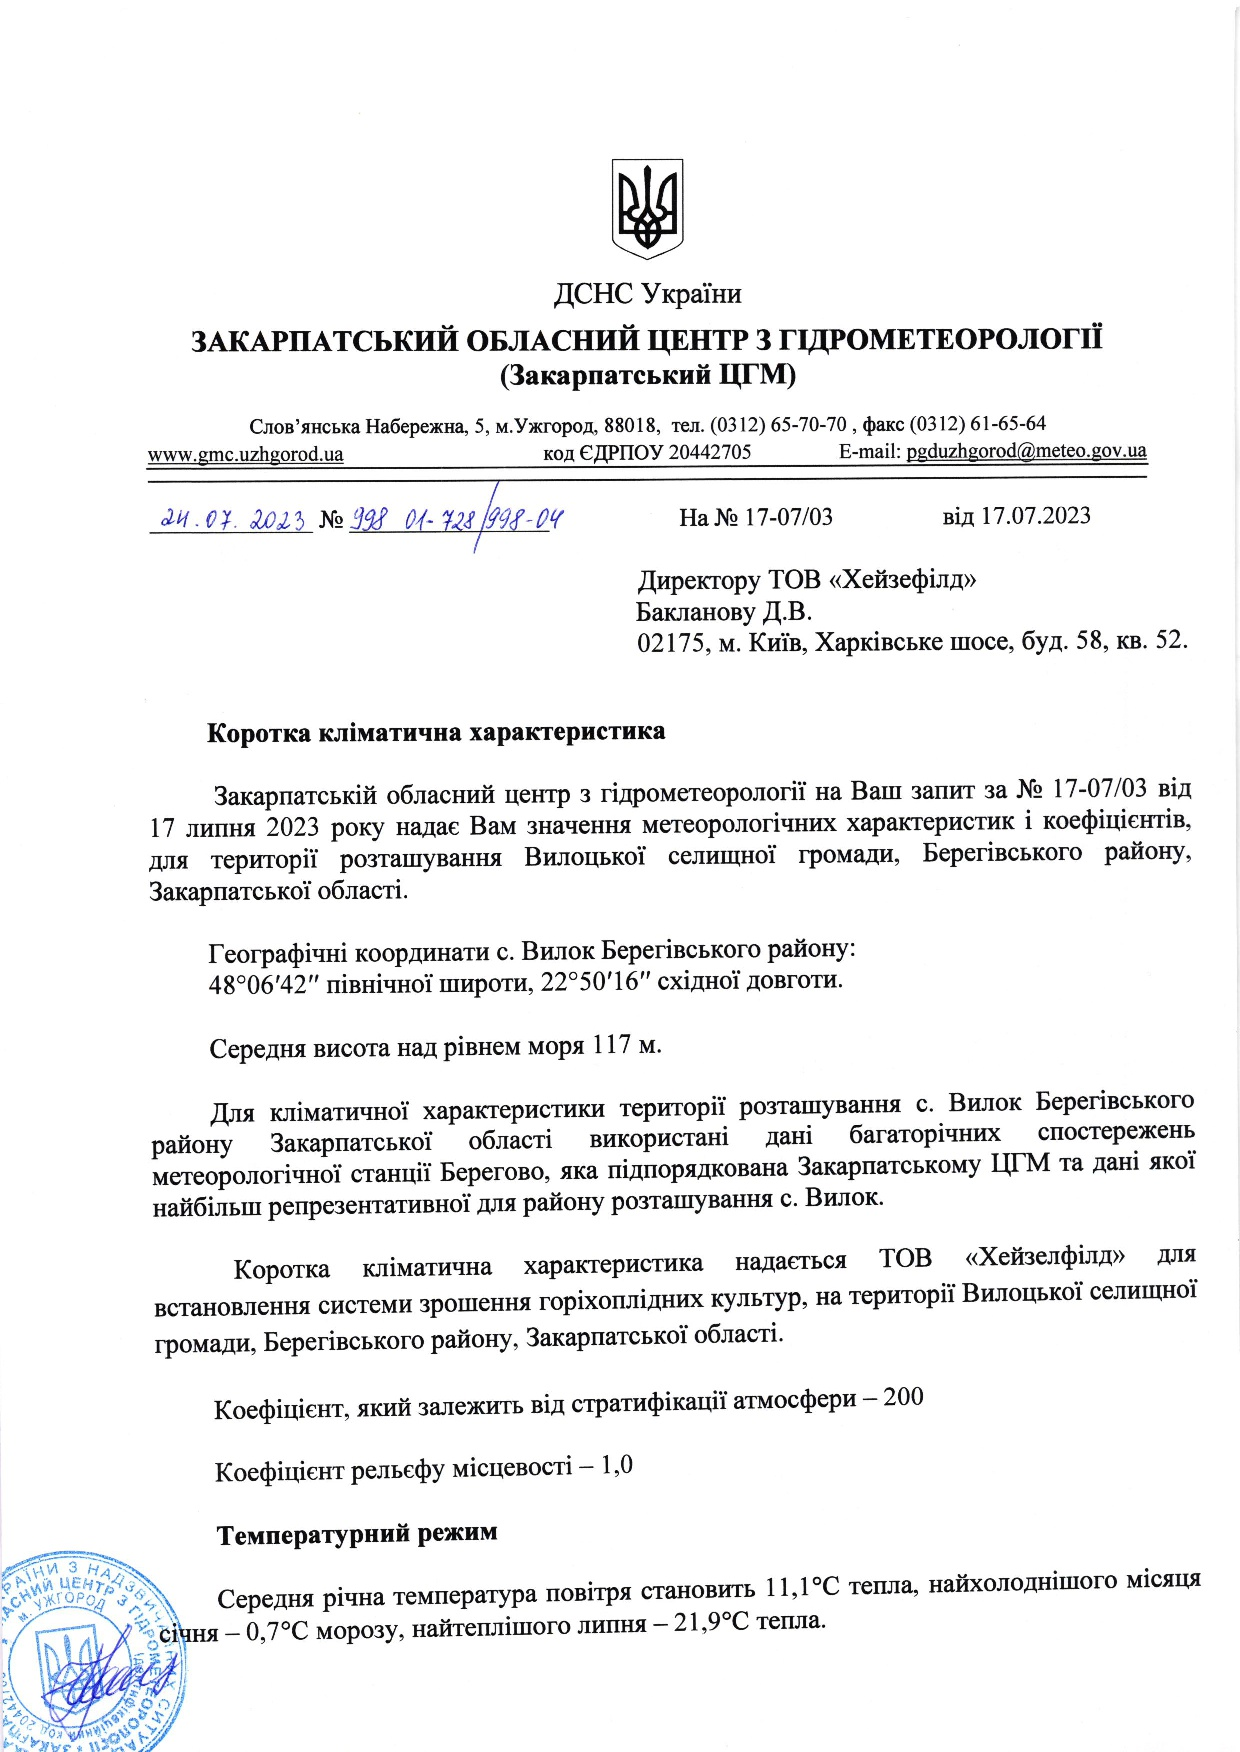 ДСНС України
ЗАКАРПАТСЬКИЙ ОБЛАСНИЙ ЦЕНТР З ГІДРОМЕТЕОРОЛОГІЇ
(Закарпатський ЦГМ)
Слов’янська Набережна, 5, м.Ужгород, 88018, тел. (0312) 65-70-70 , факс (0312) 61-65-64
www.gmc.uzhgorod.ua код ЄДРПОУ 20442705 E-mail: pgduzhgorod@meteo.gov.ua
24.07. 2023 № 998 01-728/998-04 На № 17-07/03 від 17.07.2023
Директору ТОВ «Хейзефілд»
Бакланову Д.В.
02175, м. Київ, Харківське шосе, буд. 58, кв. 52.
Коротка кліматична характеристика
Закарпатській обласний центр з гідрометеорології на Ваш запит за № 17-07/03 від
17 липня 2023 року надає Вам значення метеорологічних характеристик і коефіцієнтів,
для території розташування Вилоцької селищної громади, Берегівського району,
Закарпатської області.
Географічні координати с. Вилок Берегівського району:
48°06′42″ північної широти, 22°50′16″ східної довготи.
Середня висота над рівнем моря 117 м.
Для кліматичної характеристики території розташування с. Вилок Берегівського
району Закарпатської області використані дані багаторічних спостережень
метеорологічної станції Берегово, яка підпорядкована Закарпатському ЦГМ та дані якої
найбільш репрезентативної для району розташування с. Вилок.
Коротка кліматична характеристика надається ТОВ «Хейзелфілд» для
встановлення системи зрошення горіхоплідних культур, на території Вилоцької селищної
громади, Берегівського району, Закарпатської області.
Коефіцієнт, який залежить від стратифікації атмосфери – 200
Коефіцієнт рельєфу місцевості – 1,0
Температурний режим
Середня річна температура повітря становить 11,1°С тепла, найхолоднішого місяця
січня – 0,7°С морозу, найтеплішого липня – 21,9°С тепла.
м. УЖГОРОД